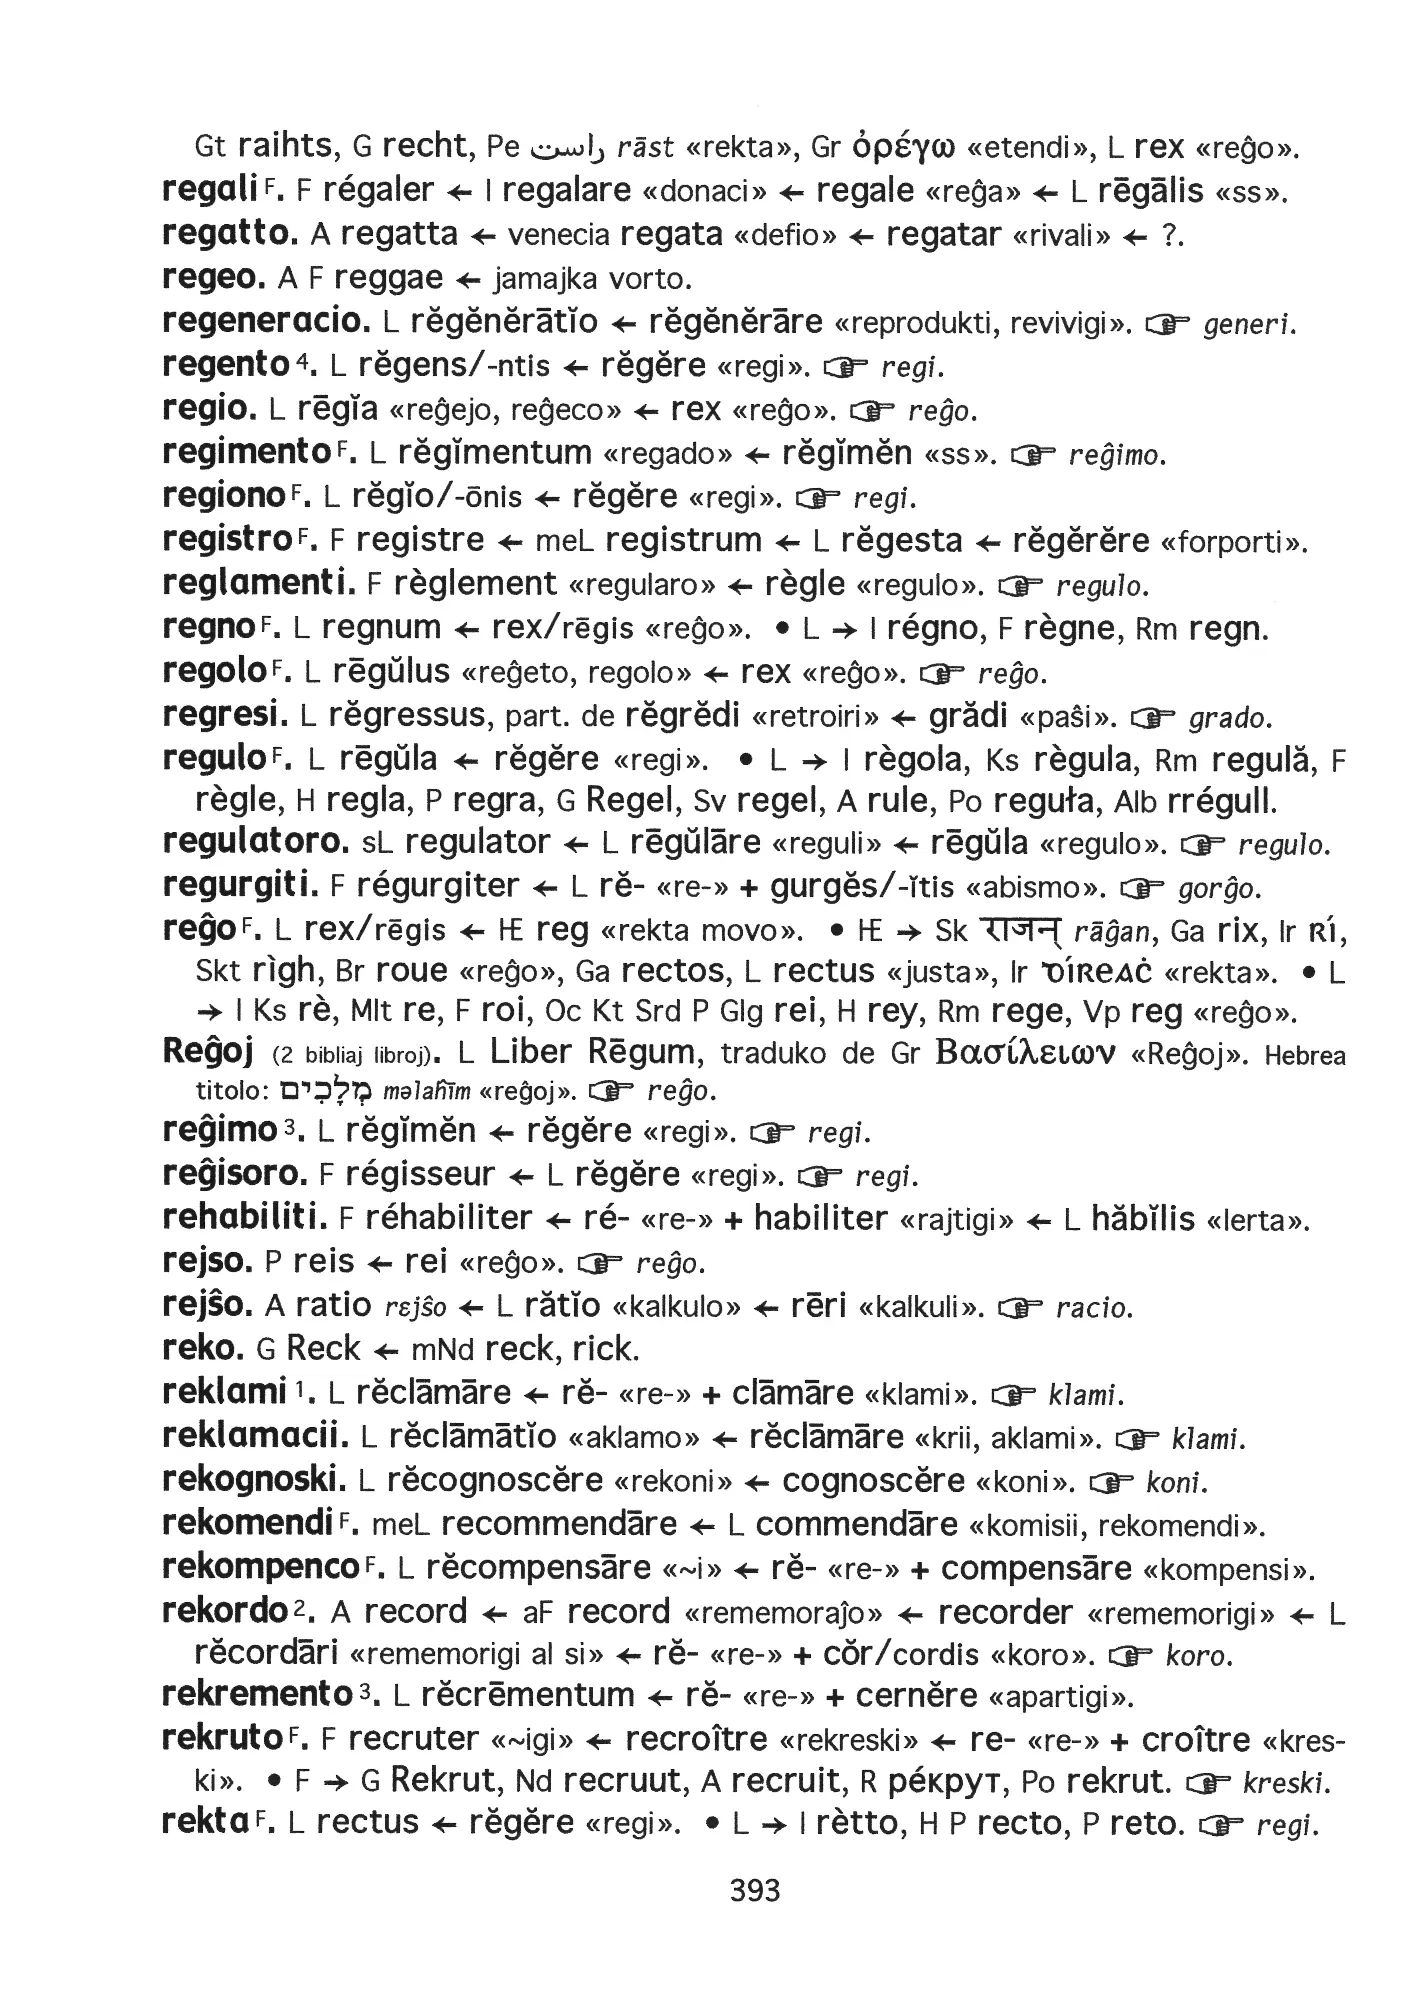 Gt raihts, G recht, Pe راست rāst «rekta», Gr ὀρέγω «etendi», L rex «reĝo».
regali F. F régaler ← I regalare «donaci» ← regale «reĝa» ← L rēgālis «ss».
regatto. A regatta ← venecia regata «defio» ← regatar «rivali» ← ?.
regeo. A F reggae ← jamajka vorto.
regeneracio. L rĕgĕnĕrātĭo ← rĕgĕnĕrāre «reprodukti, revivigi». ☞ generi.
regento 4. L rĕgens/-ntis ← rĕgĕre «regi». ☞ regi.
regio. L rēgĭa «reĝejo, reĝeco» ← rex «reĝo». ☞ reĝo.
regimento F. L rĕgĭmentum «regado» ← rĕgĭmĕn «ss». ☞ reĝimo.
regiono F. L rĕgĭo/-ōnis ← rĕgĕre «regi». ☞ regi.
registro F. F registre ← meL registrum ← L rĕgesta ← rĕgĕrĕre «forporti».
reglamenti. F règlement «regularo» ← règle «regulo». ☞ regulo.
regno F. L regnum ← rex/rēgis «reĝo». • L → I régno, F règne, Rm regn.
regolo F. L rēgŭlus «reĝeto, regolo» ← rex «reĝo». ☞ reĝo.
regresi. L rĕgressus, part. de rĕgrĕdi «retroiri» ← grădi «paŝi». ☞ grado.
regulo F. L rēgŭla ← rĕgĕre «regi». • L → I règola, Ks règula, Rm regulă, F
règle, H regla, P regra, G Regel, Sv regel, A rule, Po reguła, Alb rrégull.
regulatoro. sL regulator ← L rēgŭlāre «reguli» ← rēgŭla «regulo». ☞ regulo.
regurgiti. F régurgiter ← L rĕ- «re-» + gurgĕs/-ĭtis «abismo». ☞ gorĝo.
reĝo F. L rex/rēgis ← IE reg «rekta movo». • IE → Sk राजन् rāĝan, Ga rix, Ir rí,
Skt rìgh, Br roue «reĝo», Ga rectos, L rectus «justa», Ir díreaċ «rekta». • L
→ I Ks rè, Mlt re, F roi, Oc Kt Srd P Glg rei, H rey, Rm rege, Vp reg «reĝo».
Reĝoj (2 bibliaj libroj). L Liber Rēgum, traduko de Gr Βασίλειων «Reĝoj». Hebrea
titolo: מְלָכִים məlaĥīm «reĝoj». ☞ reĝo.
reĝimo 3. L rĕgĭmĕn ← rĕgĕre «regi». ☞ regi.
reĝisoro. F régisseur ← L rĕgĕre «regi». ☞ regi.
rehabiliti. F réhabiliter ← ré- «re-» + habiliter «rajtigi» ← L hăbĭlis «lerta».
rejso. P reis ← rei «reĝo». ☞ reĝo.
rejŝo. A ratio rɛjŝo ← L rătĭo «kalkulo» ← rēri «kalkuli». ☞ racio.
reko. G Reck ← mNd reck, rick.
reklami 1. L rĕclāmāre ← rĕ- «re-» + clāmāre «klami». ☞ klami.
reklamacii. L rĕclāmātĭo «aklamo» ← rĕclāmāre «krii, aklami». ☞ klami.
rekognoski. L rĕcognoscĕre «rekoni» ← cognoscĕre «koni». ☞ koni.
rekomendi F. meL recommendāre ← L commendāre «komisii, rekomendi».
rekompenco F. L rĕcompensāre «~i» ← rĕ- «re-» + compensāre «kompensi».
rekordo 2. A record ← aF record «rememoraĵo» ← recorder «rememorigi» ← L
rĕcordāri «rememorigi al si» ← rĕ- «re-» + cŏr/cordis «koro». ☞ koro.
rekremento 3. L rĕcrēmentum ← rĕ- «re-» + cernĕre «apartigi».
rekruto F. F recruter «~igi» ← recroître «rekreski» ← re- «re-» + croître «kres-
ki». • F → G Rekrut, Nd recruut, A recruit, R рéкрут, Po rekrut. ☞ kreski.
rekta F. L rectus ← rĕgĕre «regi». • L → I rètto, H P recto, P reto. ☞ regi.
393